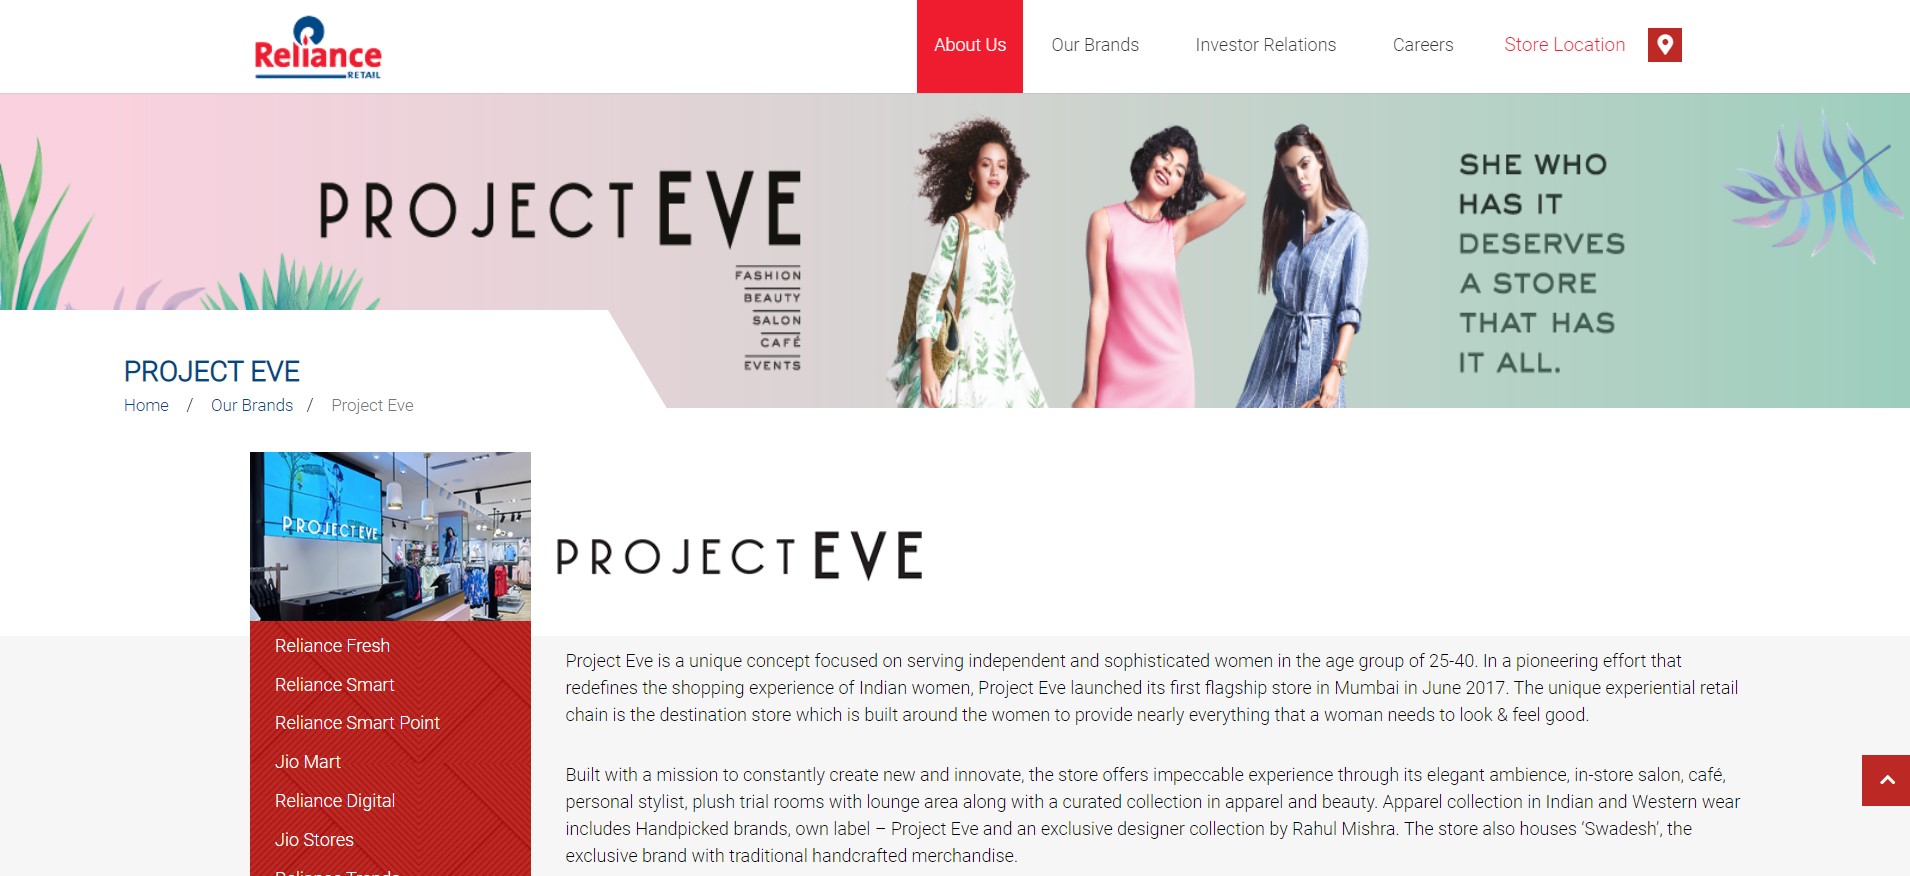 Reliance
RETAIL
About Us
Our Brands
Investor Relations
Careers
Store Location
PROJECT EVE
FASHION
BEAUTY
SALON
CAFÉ
EVENTS
SHE WHO
HAS IT
DESERVES
A STORE
THAT HAS
IT ALL.
PROJECT EVE
Home / Our Brands / Project Eve
PROJECT EVE
PROJECT EVE
Reliance Fresh
Reliance Smart
Reliance Smart Point
Jio Mart
Reliance Digital
Jio Stores
Reliance Trends
Project Eve is a unique concept focused on serving independent and sophisticated women in the age group of 25-40. In a pioneering effort that
redefines the shopping experience of Indian women, Project Eve launched its first flagship store in Mumbai in June 2017. The unique experiential retail
chain is the destination store which is built around the women to provide nearly everything that a woman needs to look & feel good.
Built with a mission to constantly create new and innovate, the store offers impeccable experience through its elegant ambience, in-store salon, café,
personal stylist, plush trial rooms with lounge area along with a curated collection in apparel and beauty. Apparel collection in Indian and Western wear
includes Handpicked brands, own label – Project Eve and an exclusive designer collection by Rahul Mishra. The store also houses ‘Swadesh’, the
exclusive brand with traditional handcrafted merchandise.